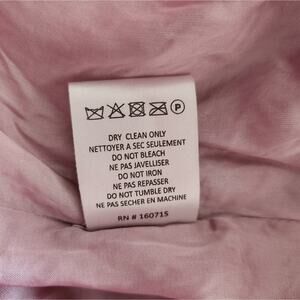 P
DRY CLEAN ONLY
NETTOYER A SEC SEULEMENT
DO NOT BLEACH
NE PAS JAVELLISER
DO NOT IRON
NE PAS REPASSER
DO NOT TUMBLE DRY
NE PAS SECHER EN MACHINE
RN # 160715